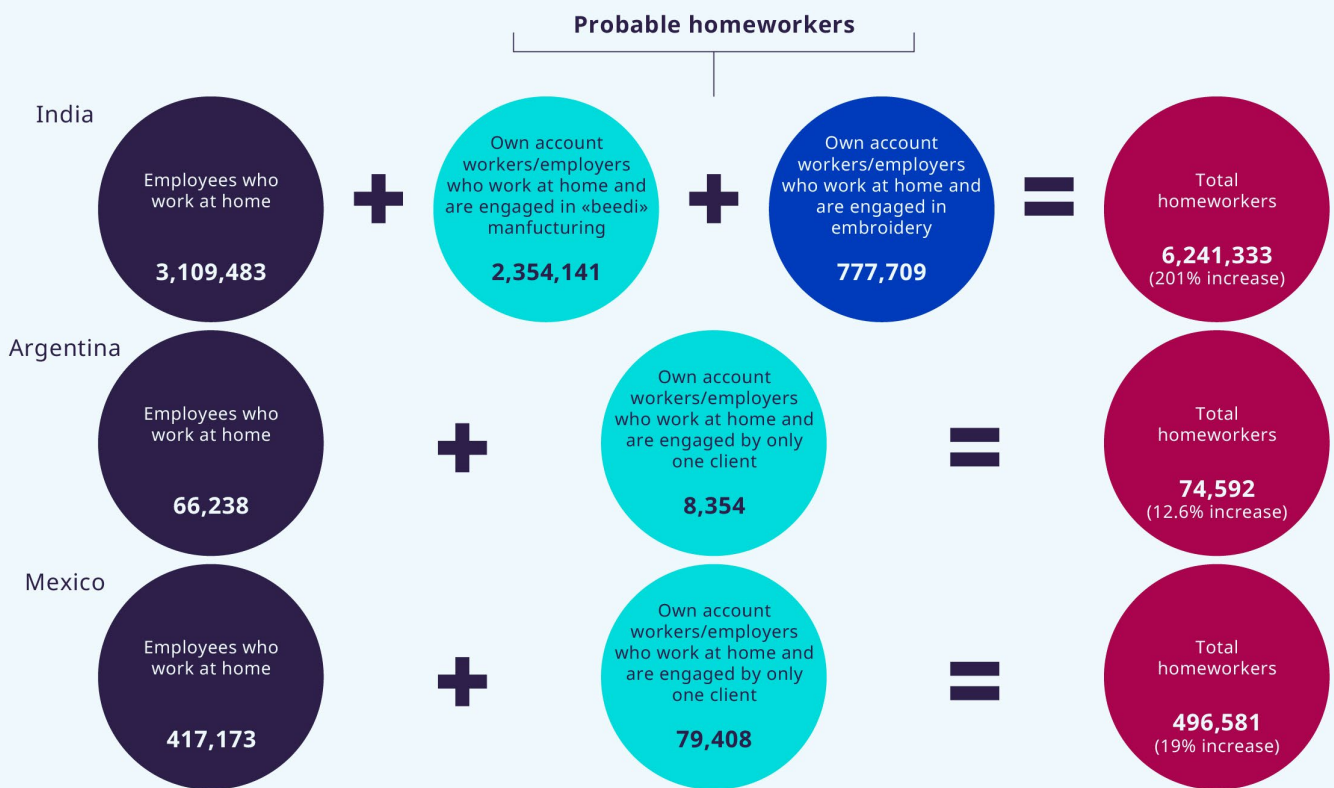 Probable homeworkers
India
Employees who
work at home
3,109,483
Own account
workers/employers
who work at home and
are engaged in «beedi»
manfucturing
2,354,141
Own account
workers/employers
who work at home and
are engaged in
embroidery
777,709
Total
homeworkers
6,241,333
(201% increase)
Argentina
Employees who
work at home
66,238
Own account
workers/employers
who work at home and
are engaged by only
one client
8,354
Total
homeworkers
74,592
(12.6% increase)
Mexico
Employees who
work at home
417,173
Own account
workers/employers
who work at home and
are engaged by only
one client
79,408
Total
homeworkers
496,581
(19% increase)